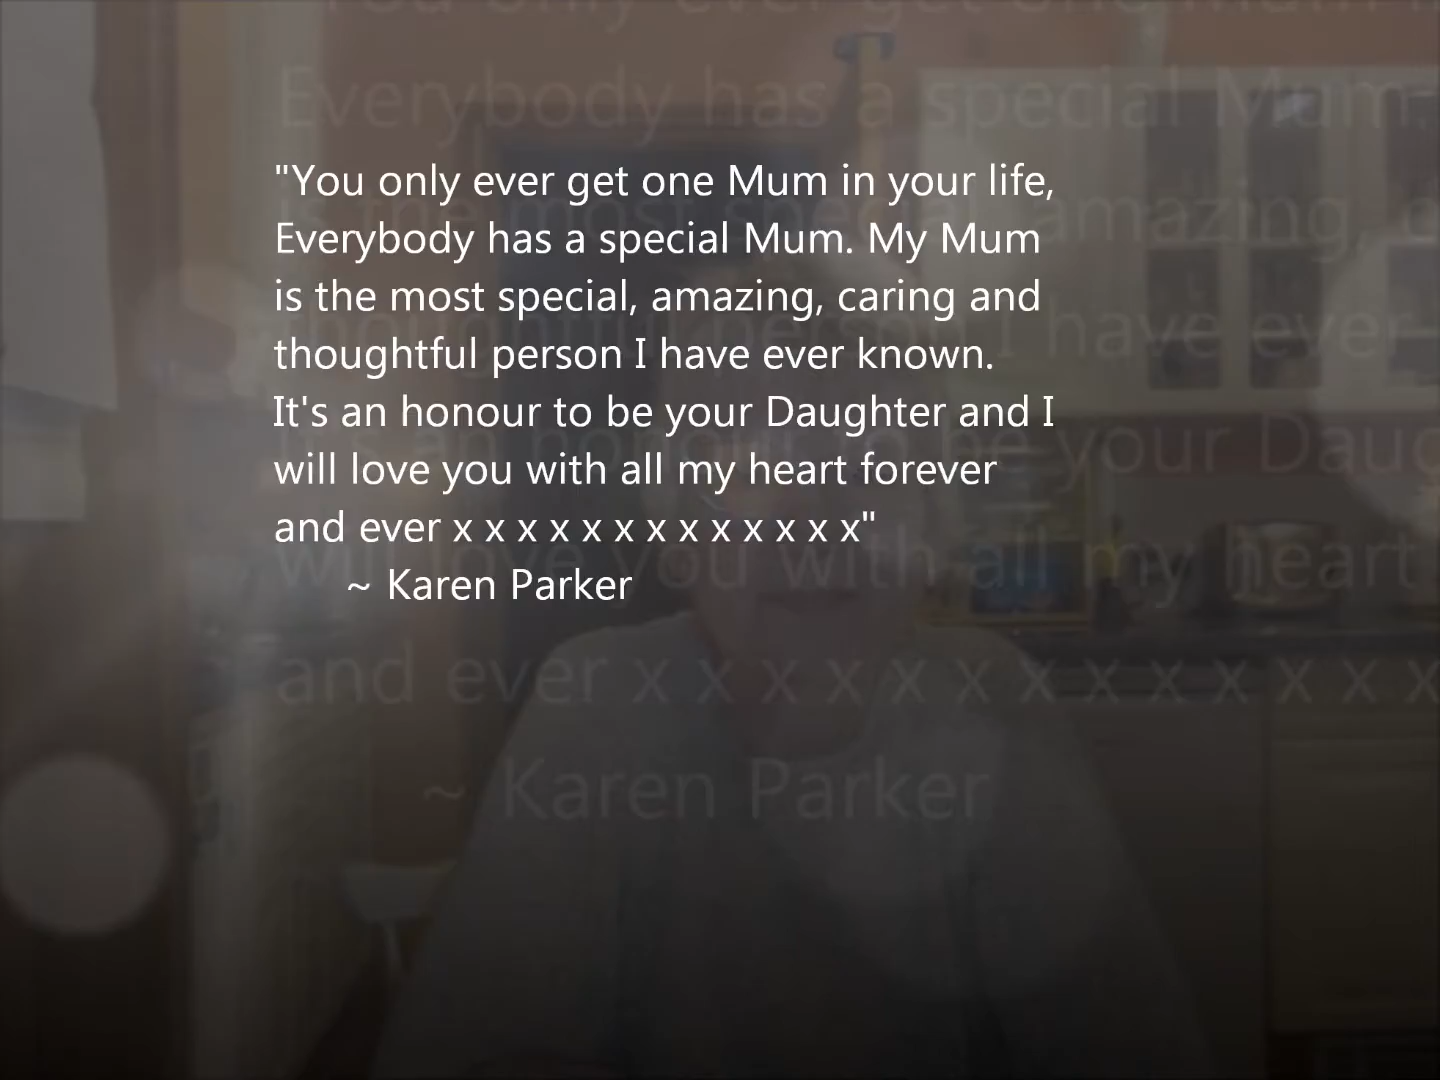 "You only ever get one Mum in your life,
Everybody has a special Mum. My Mum
is the most special, amazing, caring and
thoughtful person I have ever known.
It's an honour to be your Daughter and I
will love you with all my heart forever
and ever x x x x x x x x x x x x x"
~ Karen Parker